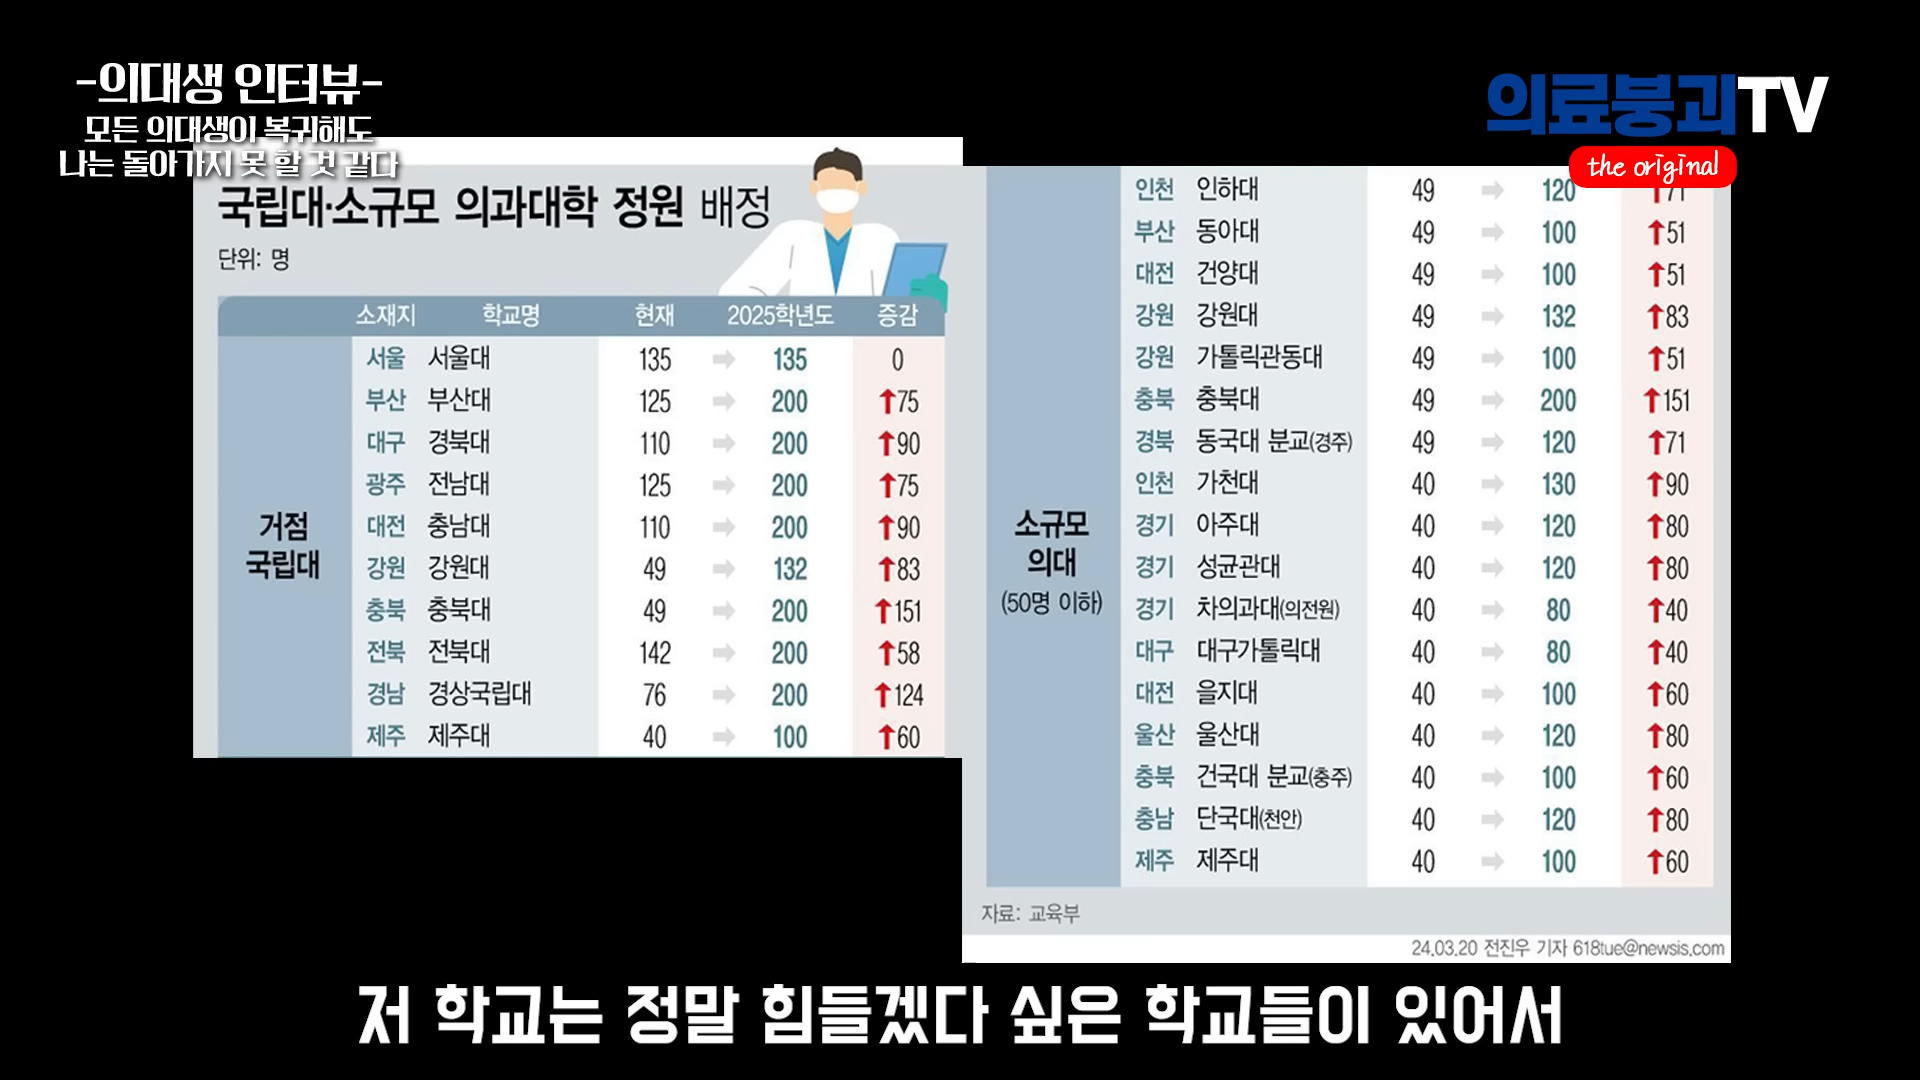 -의대생 인터뷰-
모든 의대생이 복귀해도
나는 돌아가지 못 할 것 같다
의료붕괴TV
the original
국립대·소규모 의과대학 정원 배정
단위: 명
소재지 학교명 현재 2025학년도 증감
거점
국립대
서울 서울대 135 ➡ 135 0
부산 부산대 125 ➡ 200 ↑75
대구 경북대 110 ➡ 200 ↑90
광주 전남대 125 ➡ 200 ↑75
대전 충남대 110 ➡ 200 ↑90
강원 강원대 49 ➡ 132 ↑83
충북 충북대 49 ➡ 200 ↑151
전북 전북대 142 ➡ 200 ↑58
경남 경상국립대 76 ➡ 200 ↑124
제주 제주대 40 ➡ 100 ↑60
소규모
의대
(50명 이하)
인천 인하대 49 ➡ 120 ↑71
부산 동아대 49 ➡ 100 ↑51
대전 건양대 49 ➡ 100 ↑51
강원 강원대 49 ➡ 132 ↑83
강원 가톨릭관동대 49 ➡ 100 ↑51
충북 충북대 49 ➡ 200 ↑151
경북 동국대 분교(경주) 49 ➡ 120 ↑71
인천 가천대 40 ➡ 130 ↑90
경기 아주대 40 ➡ 120 ↑80
경기 성균관대 40 ➡ 120 ↑80
경기 차의과대(의전원) 40 ➡ 80 ↑40
대구 대구가톨릭대 40 ➡ 80 ↑40
대전 을지대 40 ➡ 100 ↑60
울산 울산대 40 ➡ 120 ↑80
충북 건국대 분교(충주) 40 ➡ 100 ↑60
충남 단국대(천안) 40 ➡ 120 ↑80
제주 제주대 40 ➡ 100 ↑60
자료: 교육부
24.03.20 전진우 기자 618tue@newsis.com
저 학교는 정말 힘들겠다 싶은 학교들이 있어서